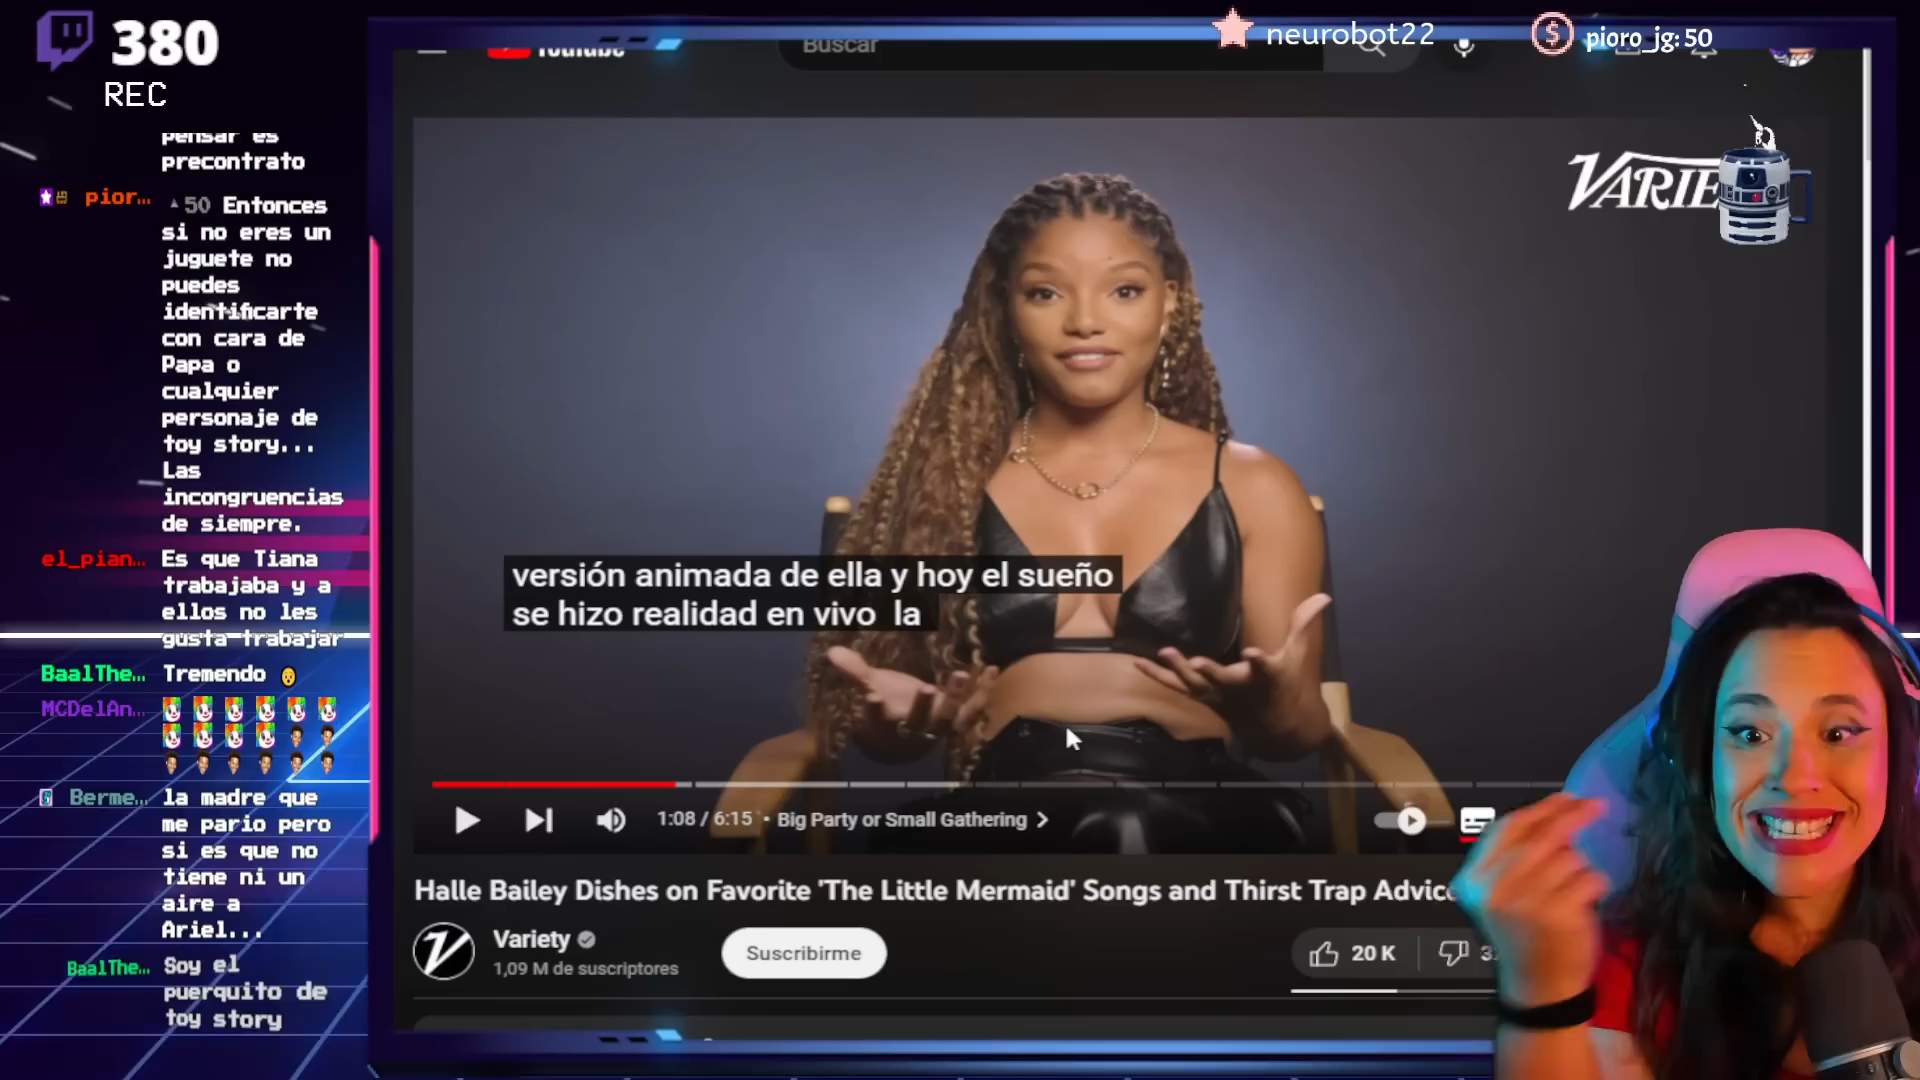 380
REC
pensar es
precontrato
pior... 50 Entonces
si no eres un
juguete no
puedes
identificarte
con cara de
Papa o
cualquier
personaje de
toy story...
Las
incongruencias
de siempre.
el_pian... Es que Tiana
trabajaba y a
ellos no les
gusta trabajar
BaalThe... Tremendo
MCDelAn...
Berme... la madre que
me pario pero
si es que no
tiene ni un
aire a
Ariel...
BaalThe... Soy el
puerquito de
toy story
neurobot22
pioro_jg: 50
YouTube
Buscar
VARIE
versión animada de ella y hoy el sueño
se hizo realidad en vivo la
1:08 / 6:15 • Big Party or Small Gathering
Halle Bailey Dishes on Favorite 'The Little Mermaid' Songs and Thirst Trap Advice
Variety
1,09 M de suscriptores
Suscribirme
20 K